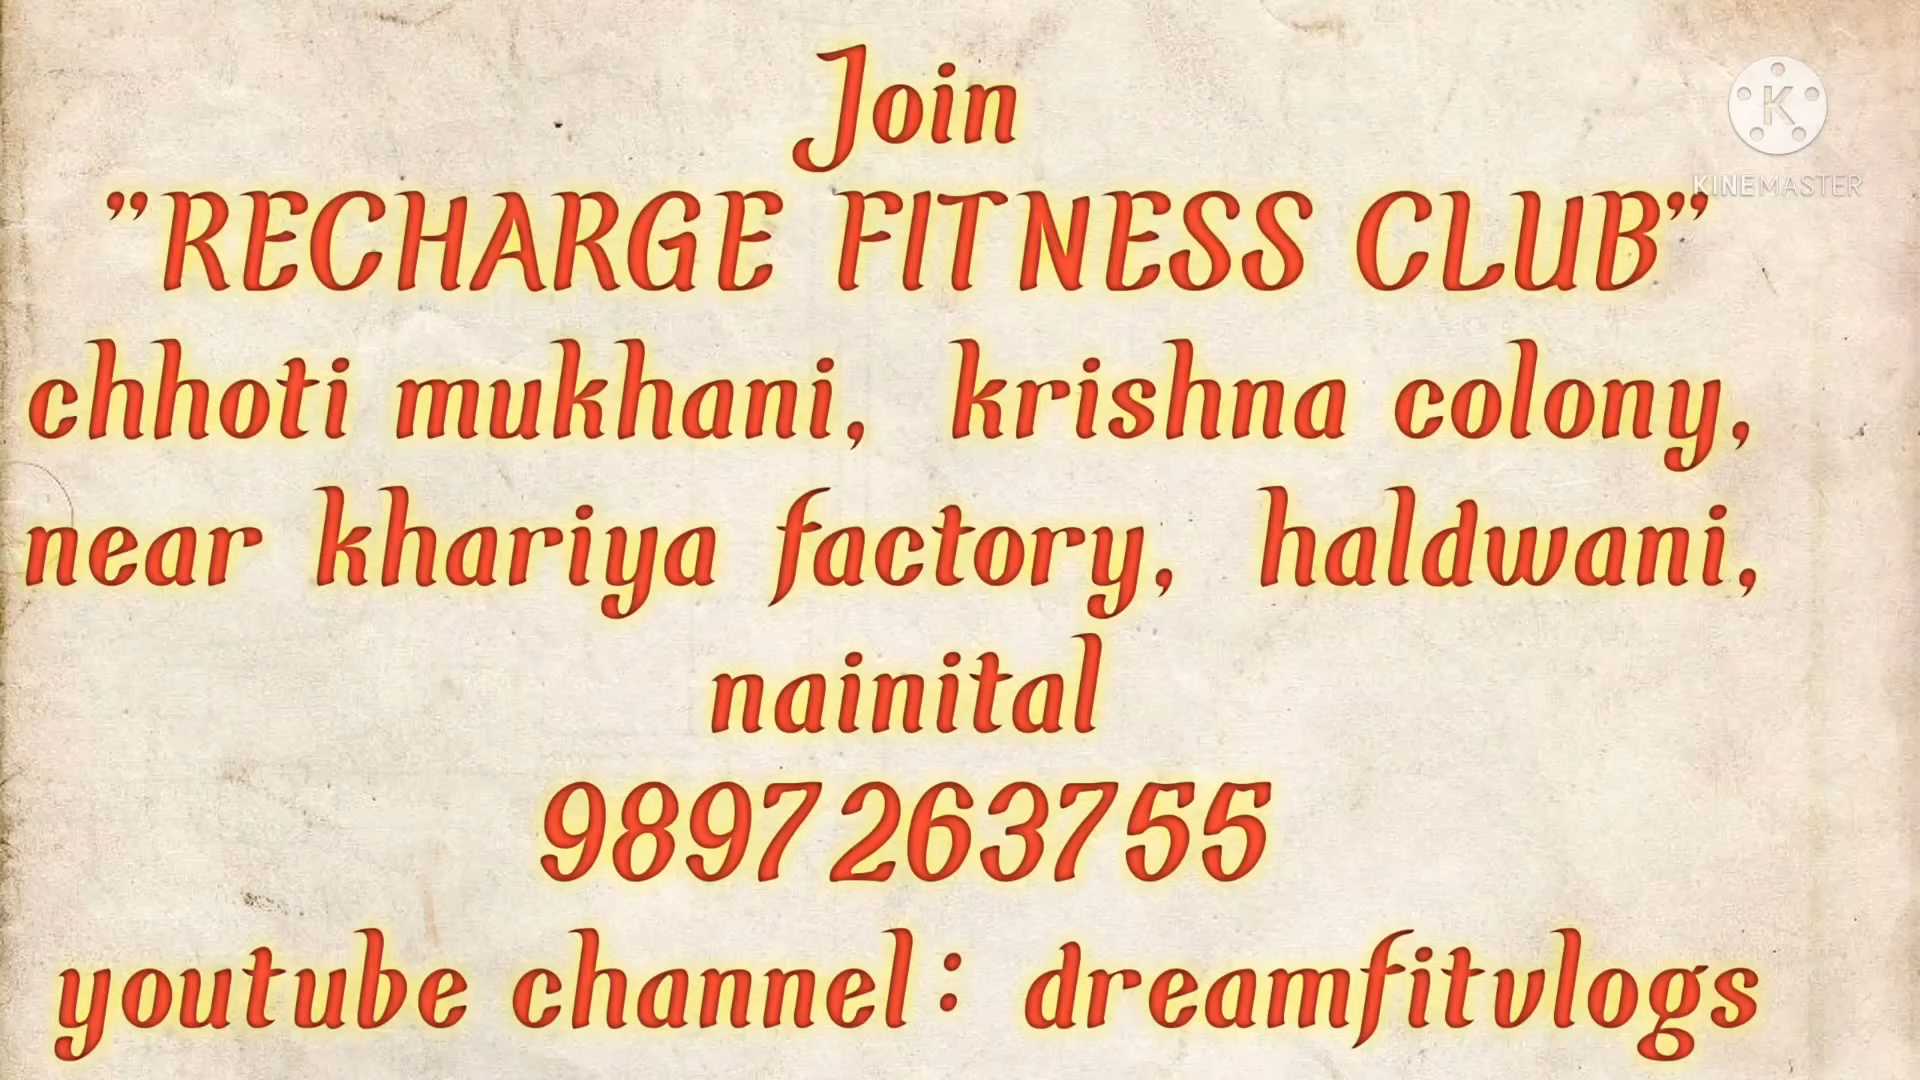 Join
"RECHARGE FITNESS CLUB"
chhoti mukhani, krishna colony,
near khariya factory, haldwani,
nainital
9897263755
youtube channel: dreamfitvlogs
K
KINEMASTER